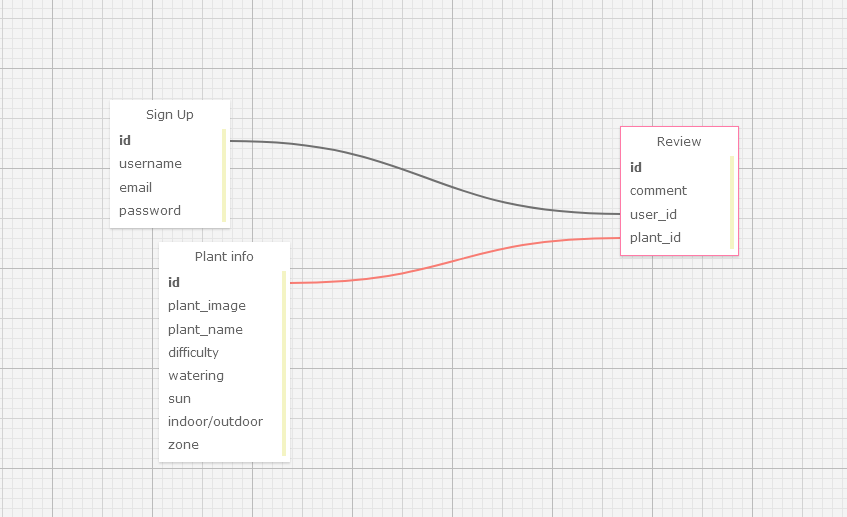 Sign Up
id
username
email
password
Plant info
id
plant_image
plant_name
difficulty
watering
sun
indoor/outdoor
zone
Review
id
comment
user_id
plant_id